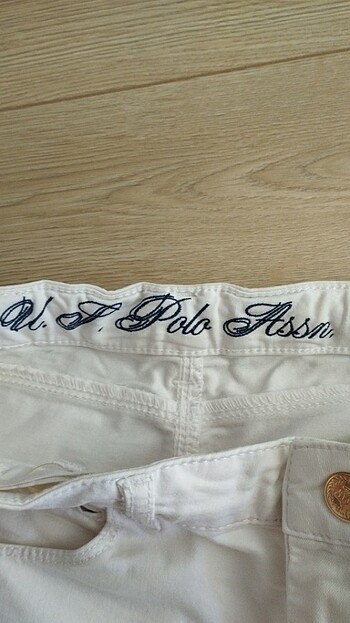 U. S. Polo Assn.